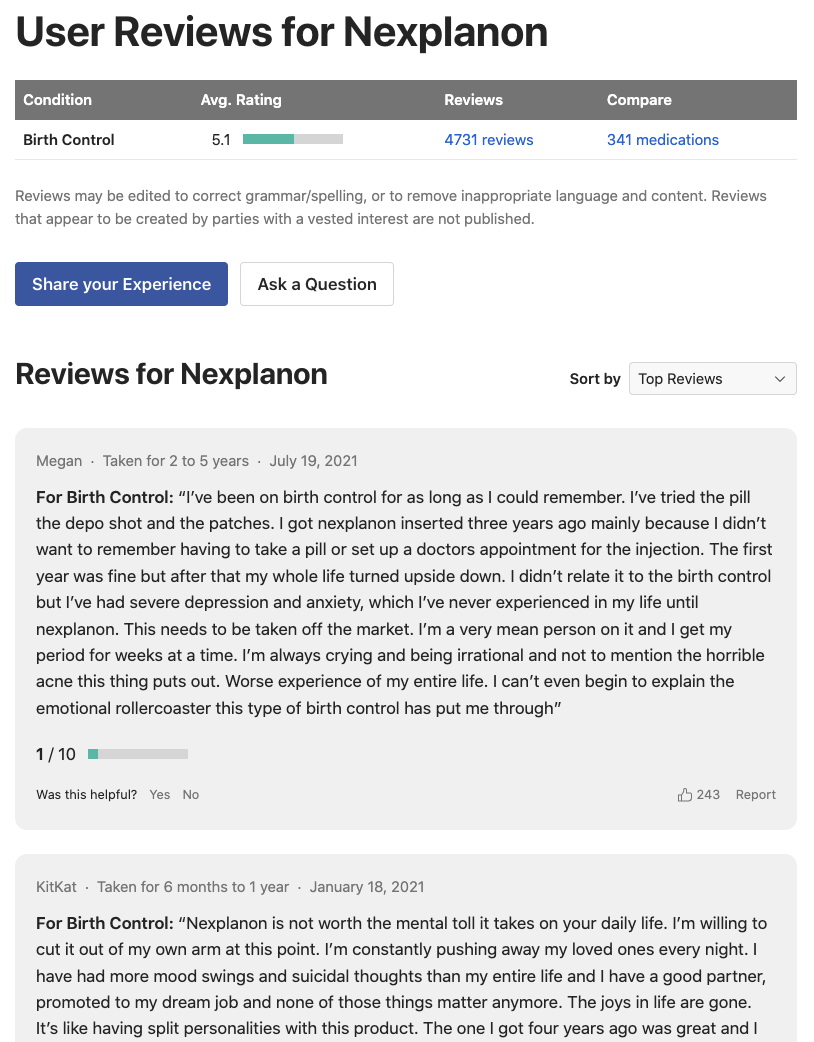 User Reviews for Nexplanon
Condition Avg. Rating Reviews Compare
Birth Control 5.1 4731 reviews 341 medications
Reviews may be edited to correct grammar/spelling, or to remove inappropriate language and content. Reviews
that appear to be created by parties with a vested interest are not published.
Share your Experience Ask a Question
Reviews for Nexplanon Sort by Top Reviews
Megan · Taken for 2 to 5 years · July 19, 2021
For Birth Control: “I’ve been on birth control for as long as I could remember. I’ve tried the pill
the depo shot and the patches. I got nexplanon inserted three years ago mainly because I didn’t
want to remember having to take a pill or set up a doctors appointment for the injection. The first
year was fine but after that my whole life turned upside down. I didn’t relate it to the birth control
but I’ve had severe depression and anxiety, which I’ve never experienced in my life until
nexplanon. This needs to be taken off the market. I’m a very mean person on it and I get my
period for weeks at a time. I’m always crying and being irrational and not to mention the horrible
acne this thing puts out. Worse experience of my entire life. I can’t even begin to explain the
emotional rollercoaster this type of birth control has put me through”
1 / 10
Was this helpful? Yes No 243 Report
KitKat · Taken for 6 months to 1 year · January 18, 2021
For Birth Control: “Nexplanon is not worth the mental toll it takes on your daily life. I’m willing to
cut it out of my own arm at this point. I’m constantly pushing away my loved ones every night. I
have had more mood swings and suicidal thoughts than my entire life and I have a good partner,
promoted to my dream job and none of those things matter anymore. The joys in life are gone.
It’s like having split personalities with this product. The one I got four years ago was great and I